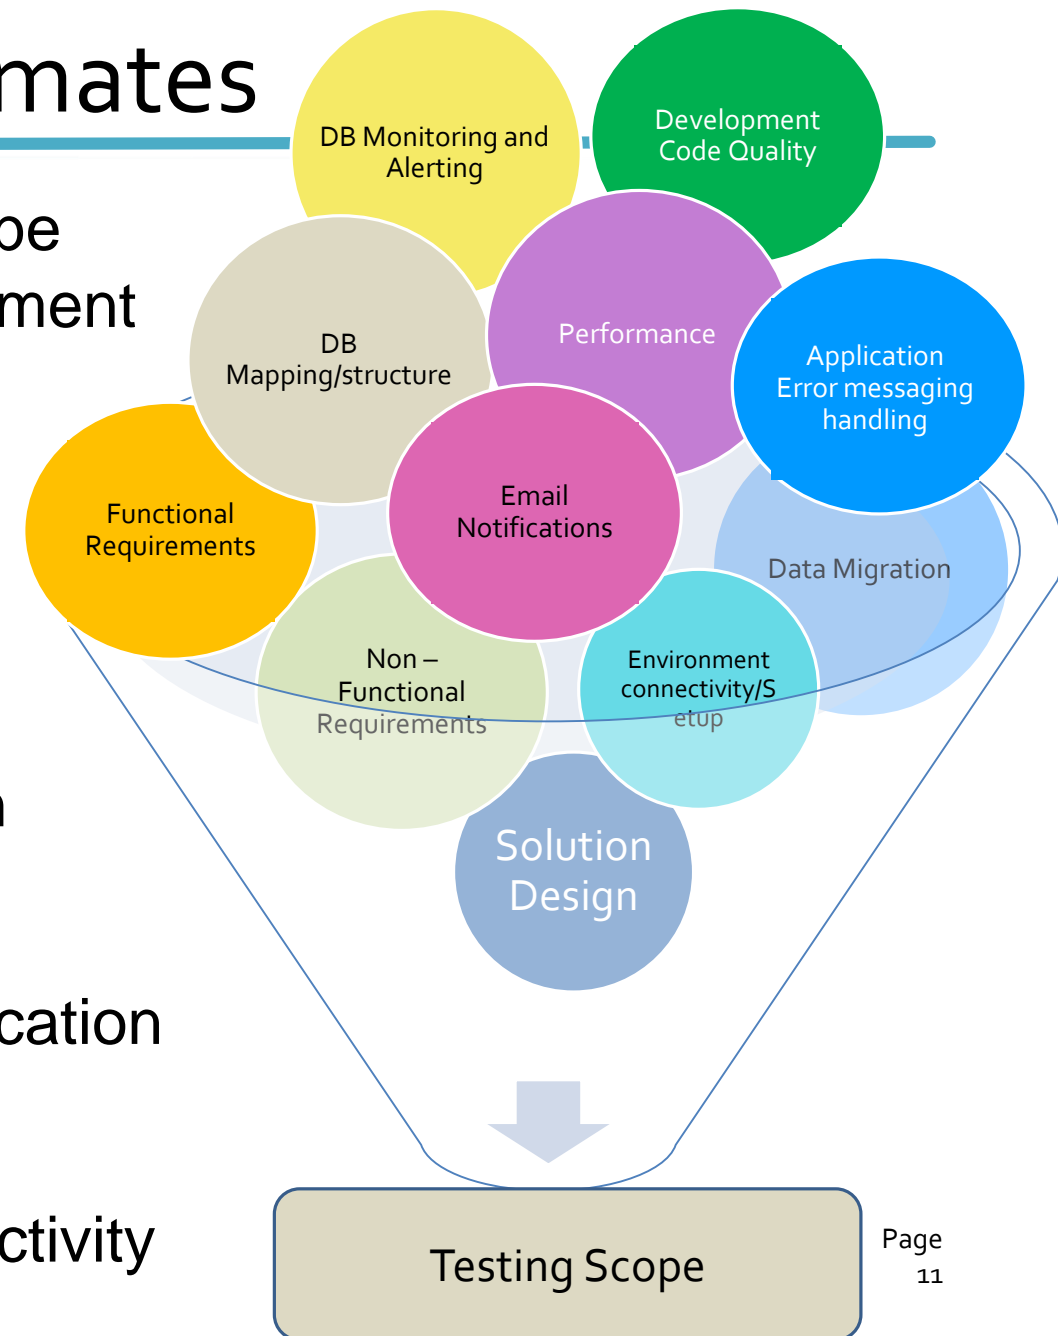 mates
DB Monitoring and
Alerting
Development
Code Quality
pe
ment
DB
Mapping/structure
Performance
Application
Error messaging
handling
Functional
Requirements
Email
Notifications
Data Migration
Non –
Functional
Requirements
Environment
connectivity/S
etup
n
Solution
Design
cation
ctivity
Testing Scope
Page
11